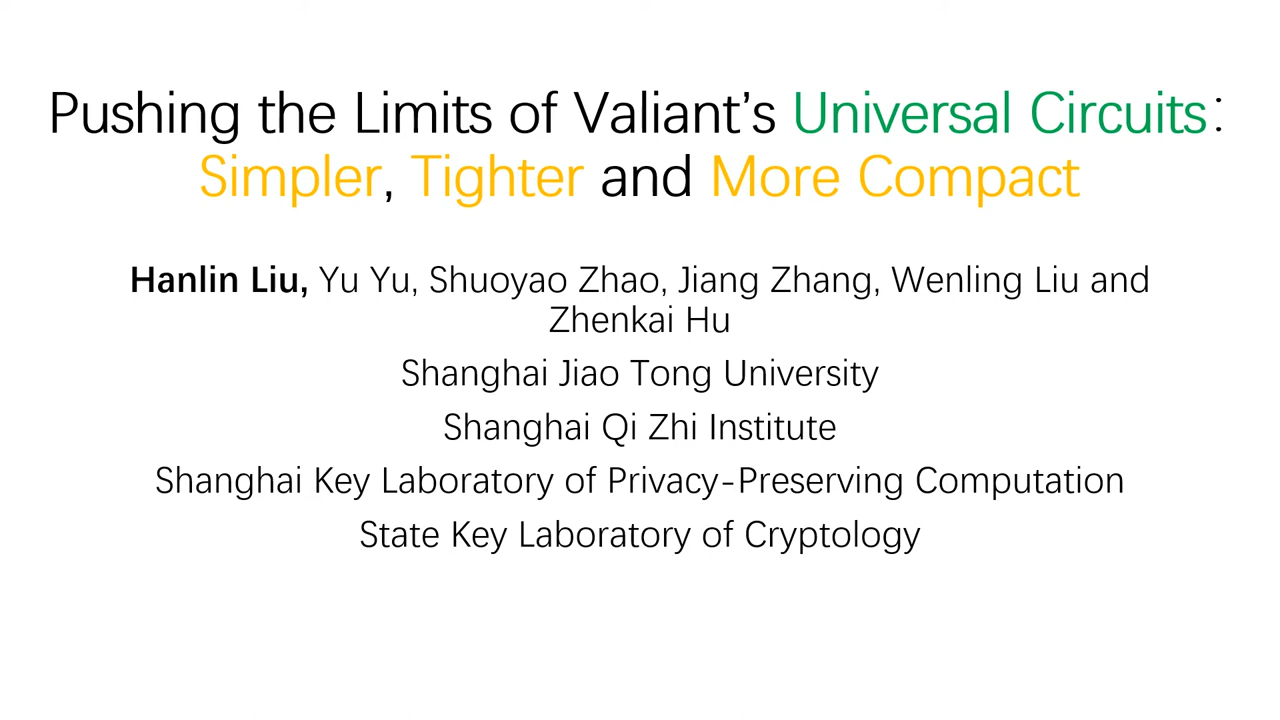 Pushing the Limits of Valiant’s Universal Circuits:
Simpler, Tighter and More Compact
Hanlin Liu, Yu Yu, Shuoyao Zhao, Jiang Zhang, Wenling Liu and
Zhenkai Hu
Shanghai Jiao Tong University
Shanghai Qi Zhi Institute
Shanghai Key Laboratory of Privacy-Preserving Computation
State Key Laboratory of Cryptology